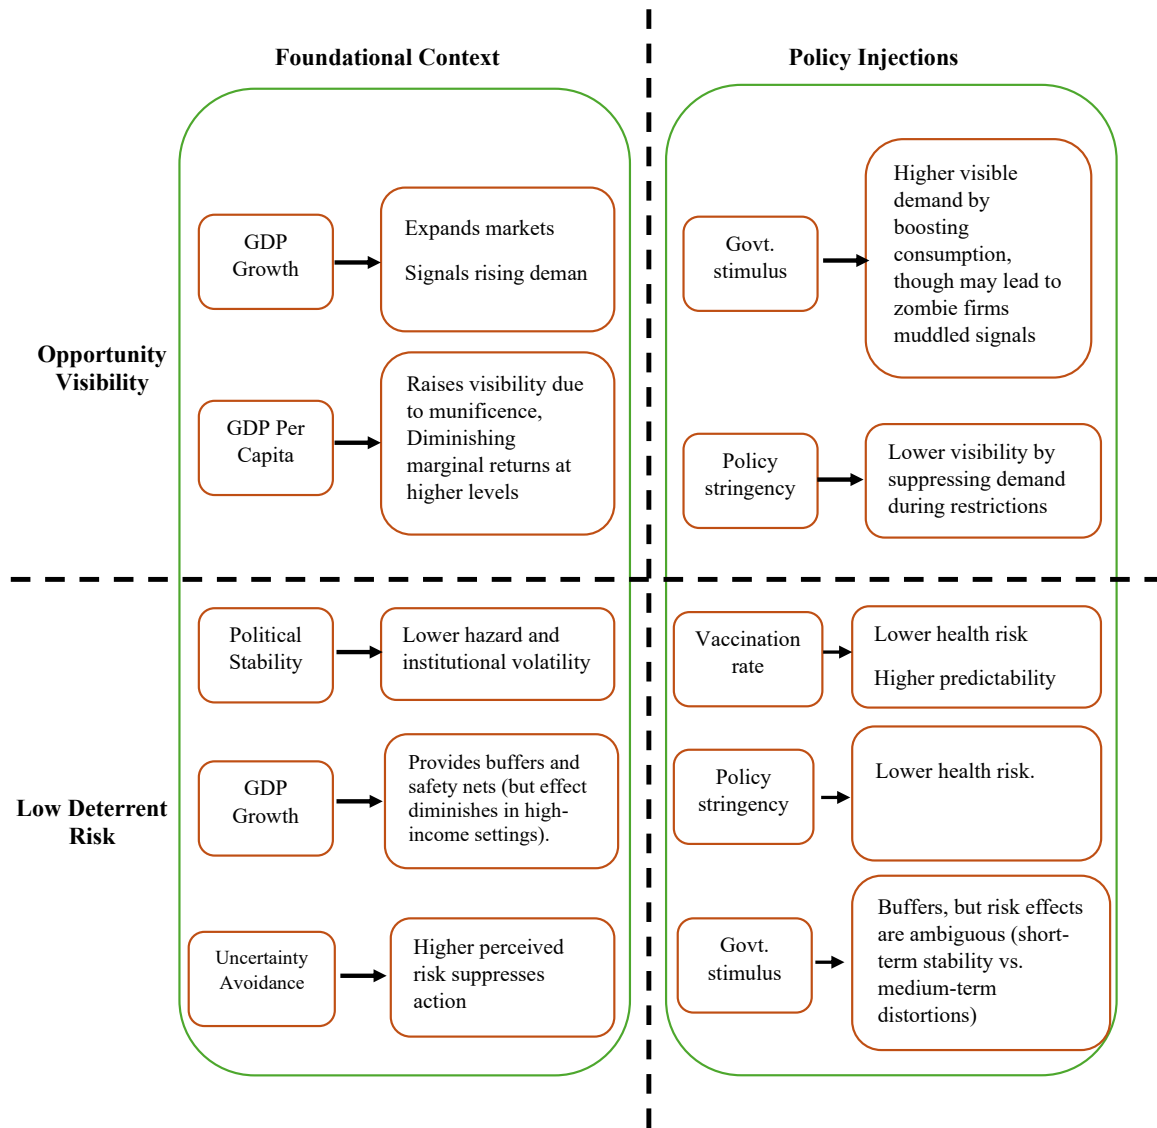 Foundational Context
Policy Injections
Opportunity
Visibility
GDP
Growth
Expands markets
Signals rising deman
GDP Per
Capita
Raises visibility due
to munificence,
Diminishing
marginal returns at
higher levels
Govt.
stimulus
Higher visible
demand by
boosting
consumption,
though may lead to
zombie firms
muddled signals
Policy
stringency
Lower visibility by
suppressing demand
during restrictions
Low Deterrent
Risk
Political
Stability
Lower hazard and
institutional volatility
GDP
Growth
Provides buffers and
safety nets (but effect
diminishes in high-
income settings).
Uncertainty
Avoidance
Higher perceived
risk suppresses
action
Vaccination
rate
Lower health risk
Higher predictability
Policy
stringency
Lower health risk.
Govt.
stimulus
Buffers, but risk effects
are ambiguous (short-
term stability vs.
medium-term
distortions)